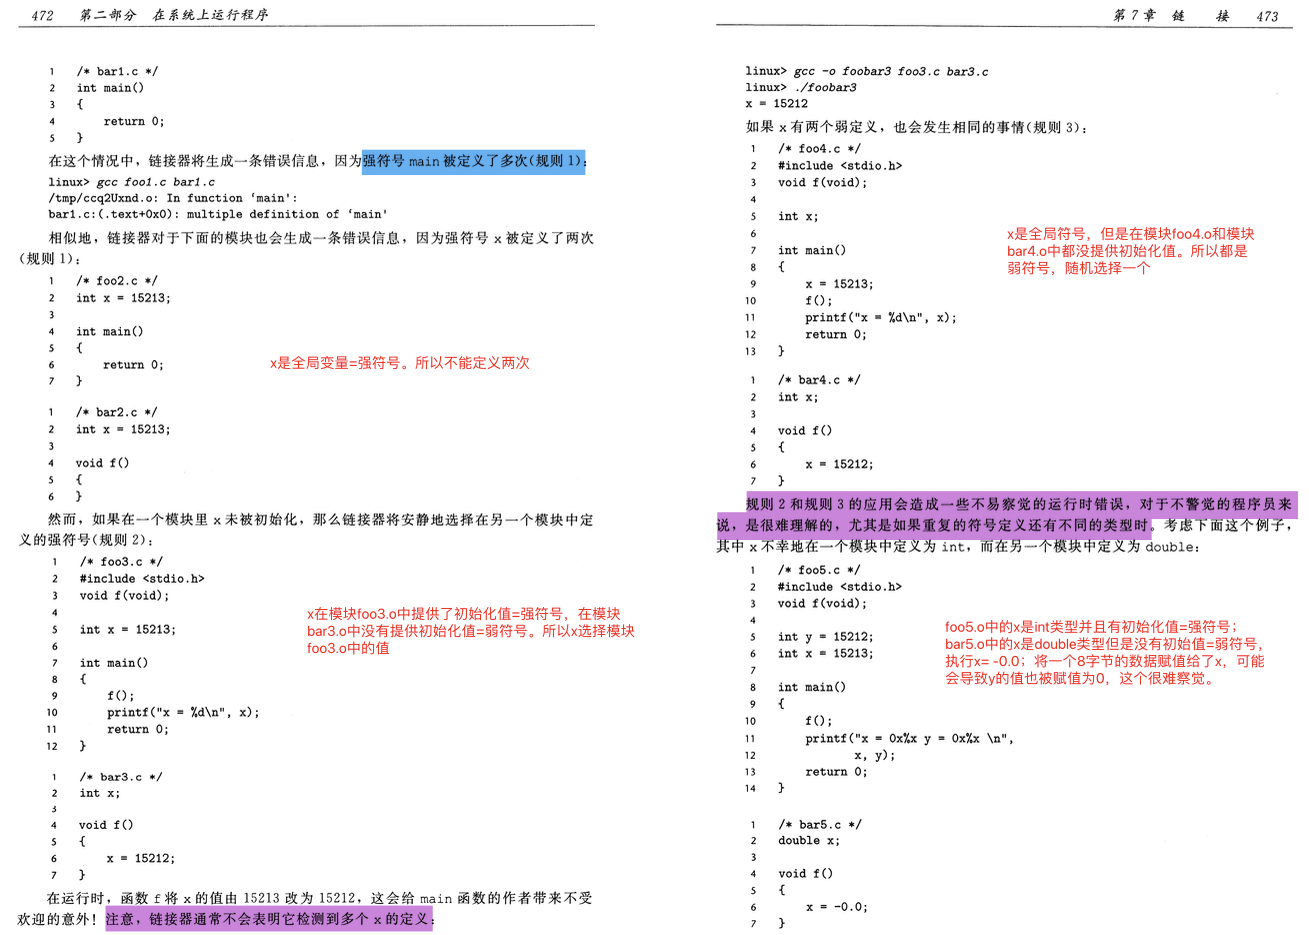 472 第二部分 在系统上运行程序
1 /* bar1.c */
2 int main()
3 {
4 return 0;
5 }
在这个情况中，链接器将生成一条错误信息，因为强符号 main 被定义了多次(规则 1)：
linux> gcc foo1.c bar1.c
/tmp/ccq2Uxnd.o: In function ‘main':
bar1.c:(.text+0x0): multiple definition of ‘main'
相似地，链接器对于下面的模块也会生成一条错误信息，因为强符号 x 被定义了两次
(规则 1)：
1 /* foo2.c */
2 int x = 15213;
3
4 int main()
5 {
6 return 0;
7 }
x是全局变量=强符号。所以不能定义两次
1 /* bar2.c */
2 int x = 15213;
3
4 void f()
5 {
6 }
然而，如果在一个模块里 x 未被初始化，那么链接器将安静地选择在另一个模块中定
义的强符号(规则 2)：
1 /* foo3.c */
2 #include <stdio.h>
3 void f(void);
4
5 int x = 15213;
6
7 int main()
8 {
9 f();
10 printf("x = %d\n", x);
11 return 0;
12 }
x在模块foo3.o中提供了初始化值=强符号，在模块
bar3.o中没有提供初始化值=弱符号。所以x选择模块
foo3.o中的值
1 /* bar3.c */
2 int x;
3
4 void f()
5 {
6 x = 15212;
7 }
在运行时，函数 f 将 x 的值由 15213 改为 15212，这会给 main 函数的作者带来不受
欢迎的意外！注意，链接器通常不会表明它检测到多个 x 的定义：
第 7 章 链 接 473
linux> gcc -o foobar3 foo3.c bar3.c
linux> ./foobar3
x = 15212
如果 x 有两个弱定义，也会发生相同的事情(规则 3)：
1 /* foo4.c */
2 #include <stdio.h>
3 void f(void);
4
5 int x;
6
7 int main()
8 {
9 x = 15213;
10 f();
11 printf("x = %d\n", x);
12 return 0;
13 }
x是全局符号，但是在模块foo4.o和模块
bar4.o中都没提供初始化值。所以都是
弱符号，随机选择一个
1 /* bar4.c */
2 int x;
3
4 void f()
5 {
6 x = 15212;
7 }
规则 2 和规则 3 的应用会造成一些不易察觉的运行时错误，对于不警觉的程序员来
说，是很难理解的，尤其是如果重复的符号定义还有不同的类型时。考虑下面这个例子，
其中 x 不幸地在一个模块中定义为 int，而在另一个模块中定义为 double：
1 /* foo5.c */
2 #include <stdio.h>
3 void f(void);
4
5 int y = 15212;
6 int x = 15213;
7
8 int main()
9 {
10 f();
11 printf("x = 0x%x y = 0x%x \n",
12 x, y);
13 return 0;
14 }
foo5.o中的x是int类型并且有初始化值=强符号；
bar5.o中的x是double类型但是没有初始值=弱符号，
执行x= -0.0；将一个8字节的数据赋值给了x，可能
会导致y的值也被赋值为0，这个很难察觉。
1 /* bar5.c */
2 double x;
3
4 void f()
5 {
6 x = -0.0;
7 }